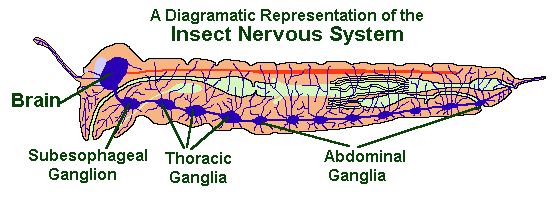 A Diagramatic Representation of the
Insect Nervous System
Brain
Subesophageal
Ganglion
Thoracic
Ganglia
Abdominal
Ganglia